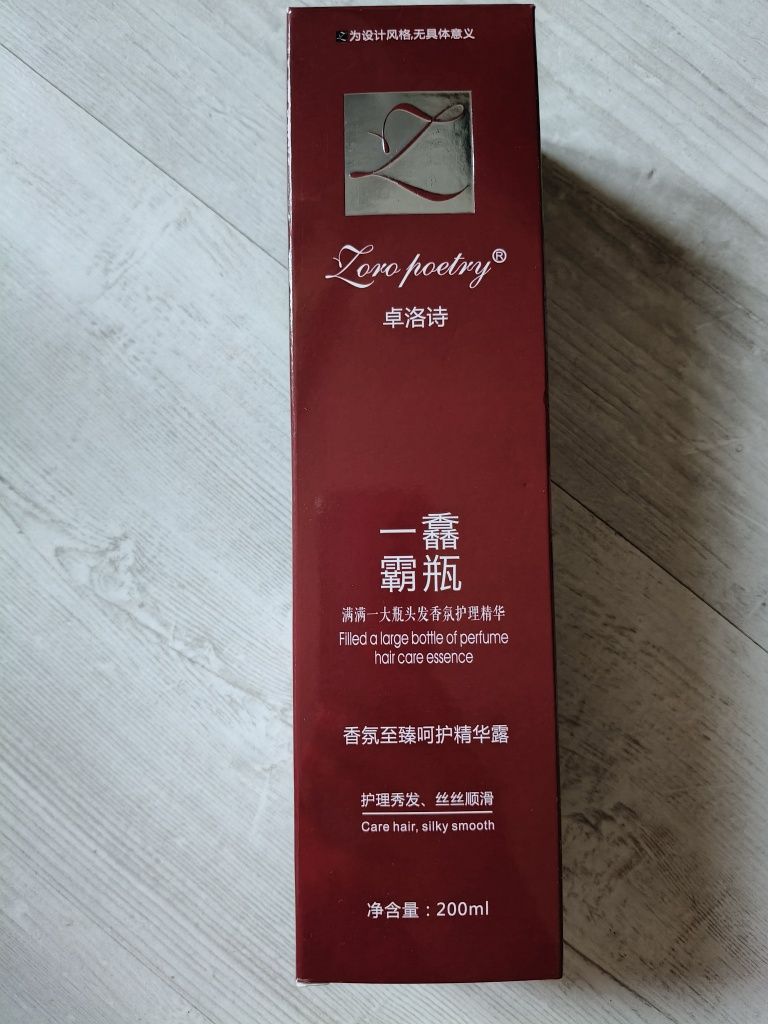 为设计风格,无具体意义
Zoro poetry®
卓洛诗
一馫
霸瓶
满满一大瓶头发香氛护理精华
Filled a large bottle of perfume
hair care essence
香氛至臻呵护精华露
护理秀发、丝丝顺滑
Care hair, silky smooth
净含量：200ml